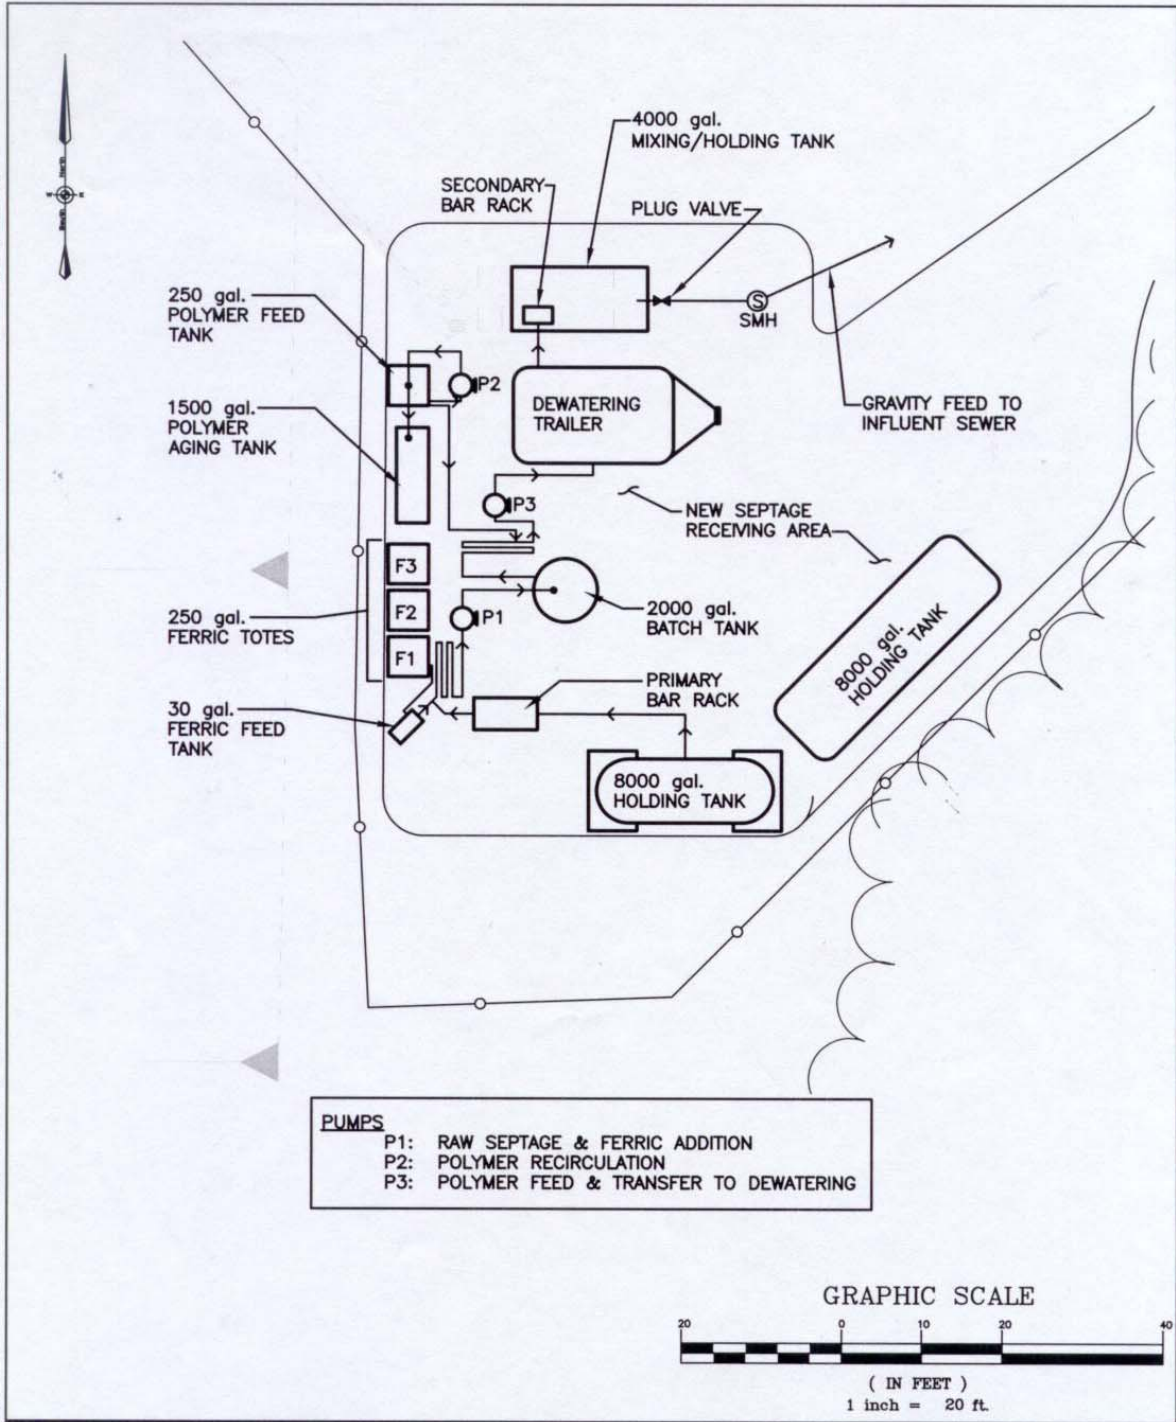 4000 gal.
MIXING/HOLDING TANK
SECONDARY
BAR RACK
PLUG VALVE
North
W
E
South
250 gal.
POLYMER FEED
TANK
S
SMH
P2
1500 gal.
POLYMER
AGING TANK
DEWATERING
TRAILER
GRAVITY FEED TO
INFLUENT SEWER
P3
NEW SEPTAGE
RECEIVING AREA
F3
250 gal.
FERRIC TOTES
F2
F1
P1
2000 gal.
BATCH TANK
8000 gal.
HOLDING TANK
PRIMARY
BAR RACK
30 gal.
FERRIC FEED
TANK
8000 gal.
HOLDING TANK
PUMPS
P1: RAW SEPTAGE & FERRIC ADDITION
P2: POLYMER RECIRCULATION
P3: POLYMER FEED & TRANSFER TO DEWATERING
GRAPHIC SCALE
20 0 10 20 40
( IN FEET )
1 inch = 20 ft.